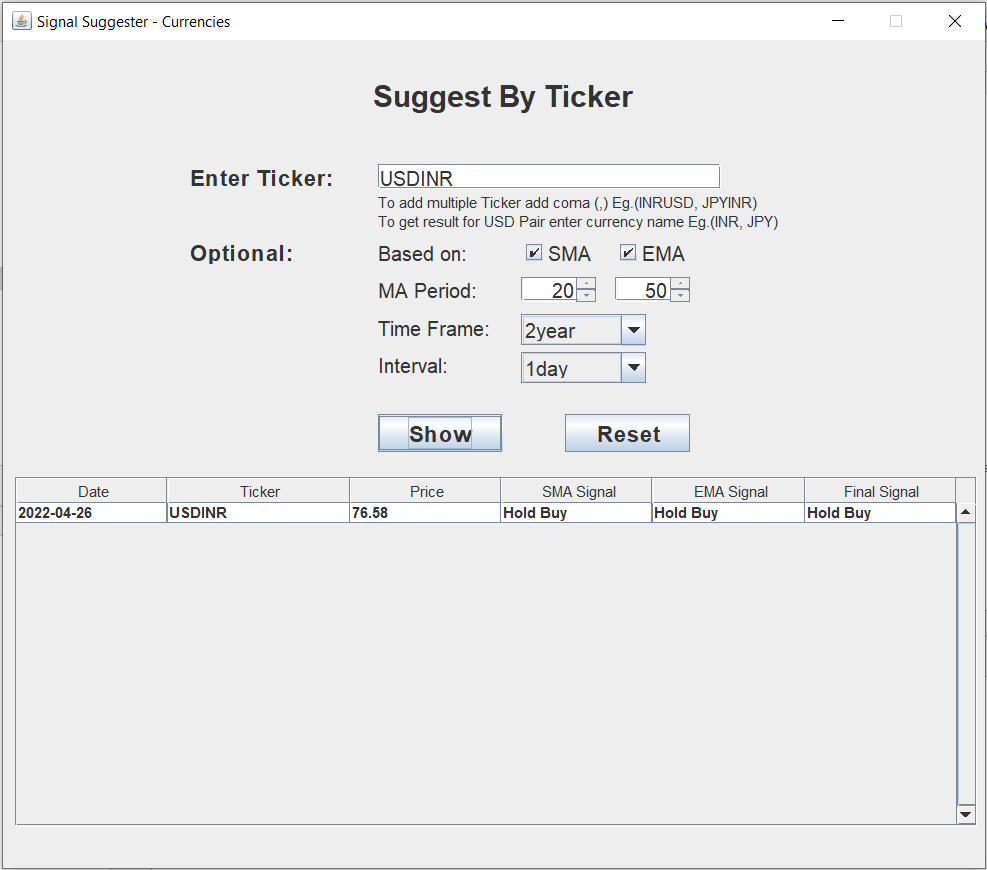 Signal Suggester - Currencies
Suggest By Ticker
Enter Ticker: USDINR
To add multiple Ticker add coma (,) Eg.(INRUSD, JPYINR)
To get result for USD Pair enter currency name Eg.(INR, JPY)
Optional: Based on: SMA EMA
MA Period: 20 50
Time Frame: 2year
Interval: 1day
Show Reset
Date Ticker Price SMA Signal EMA Signal Final Signal
2022-04-26 USDINR 76.58 Hold Buy Hold Buy Hold Buy